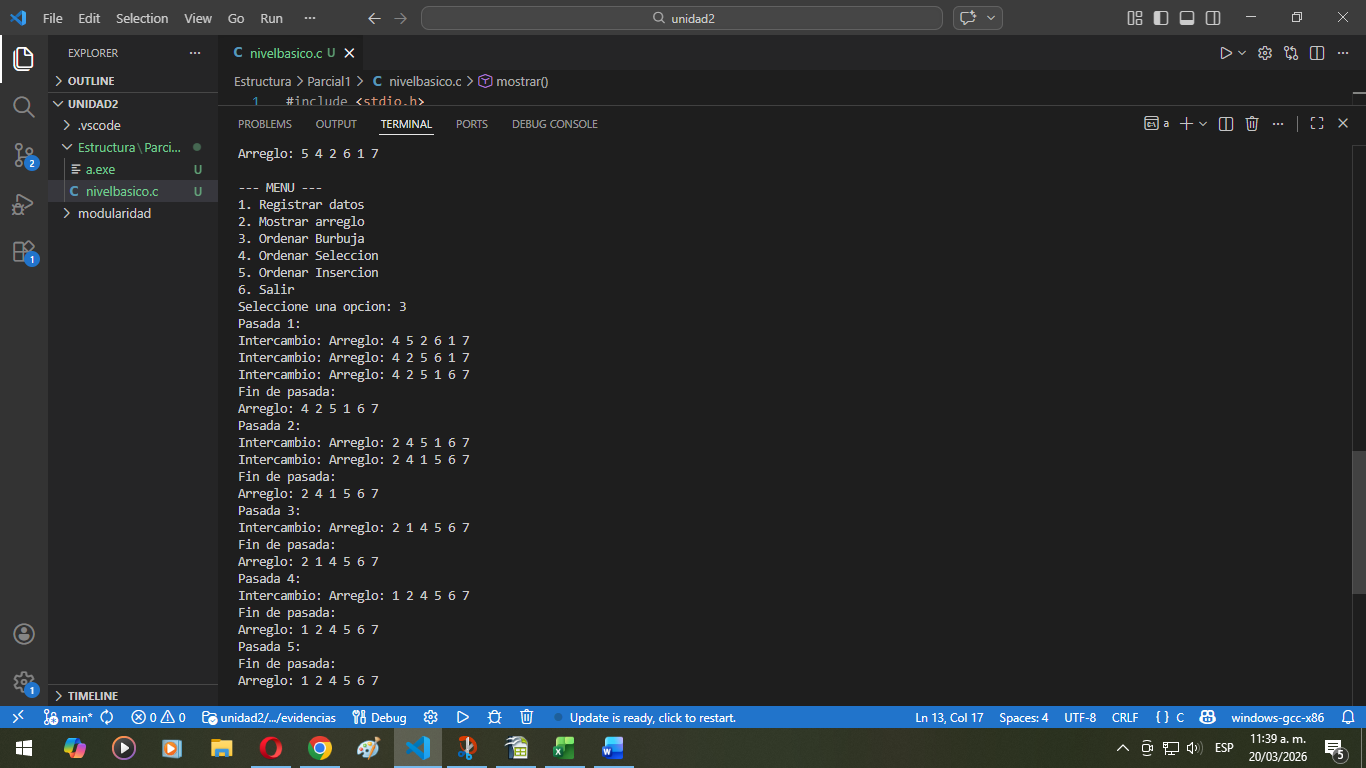 File Edit Selection View Go Run ··· unidad2
EXPLORER ···
OUTLINE
UNIDAD2
.vscode
Estructura\Parci...
a.exe U
C nivelbasico.c U
modularidad
TIMELINE
2
1
1
C nivelbasico.c U
Estructura > Parcial1 > C nivelbasico.c > mostrar()
1 #include <stdio.h>
PROBLEMS OUTPUT TERMINAL PORTS DEBUG CONSOLE a
Arreglo: 5 4 2 6 1 7
--- MENU ---
1. Registrar datos
2. Mostrar arreglo
3. Ordenar Burbuja
4. Ordenar Seleccion
5. Ordenar Insercion
6. Salir
Seleccione una opcion: 3
Pasada 1:
Intercambio: Arreglo: 4 5 2 6 1 7
Intercambio: Arreglo: 4 2 5 6 1 7
Intercambio: Arreglo: 4 2 5 1 6 7
Fin de pasada:
Arreglo: 4 2 5 1 6 7
Pasada 2:
Intercambio: Arreglo: 2 4 5 1 6 7
Intercambio: Arreglo: 2 4 1 5 6 7
Fin de pasada:
Arreglo: 2 4 1 5 6 7
Pasada 3:
Intercambio: Arreglo: 2 1 4 5 6 7
Fin de pasada:
Arreglo: 2 1 4 5 6 7
Pasada 4:
Intercambio: Arreglo: 1 2 4 5 6 7
Fin de pasada:
Arreglo: 1 2 4 5 6 7
Pasada 5:
Fin de pasada:
Arreglo: 1 2 4 5 6 7
main* 0 0 unidad2/.../evidencias Debug Update is ready, click to restart. Ln 13, Col 17 Spaces: 4 UTF-8 CRLF { } C windows-gcc-x86
ESP 11:39 a. m.
20/03/2026 5